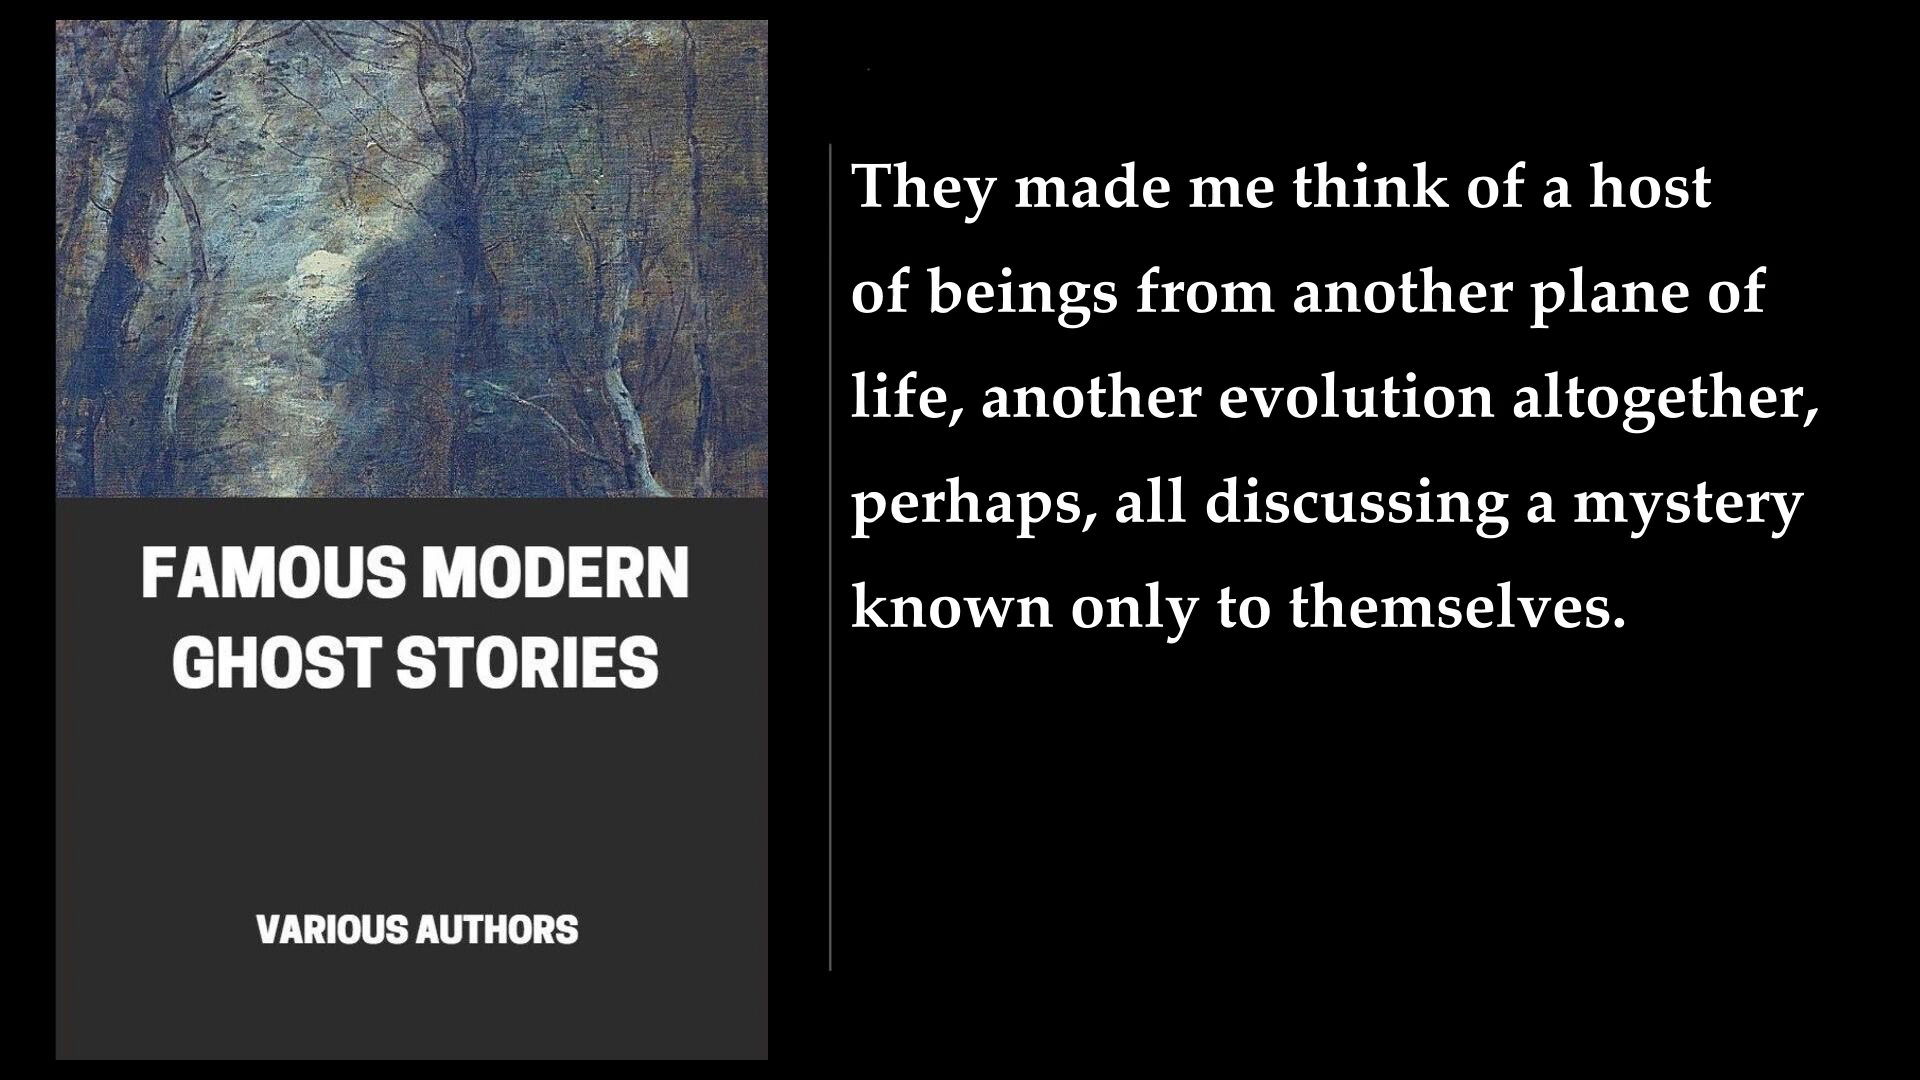 FAMOUS MODERN
GHOST STORIES
VARIOUS AUTHORS
They made me think of a host
of beings from another plane of
life, another evolution altogether,
perhaps, all discussing a mystery
known only to themselves.